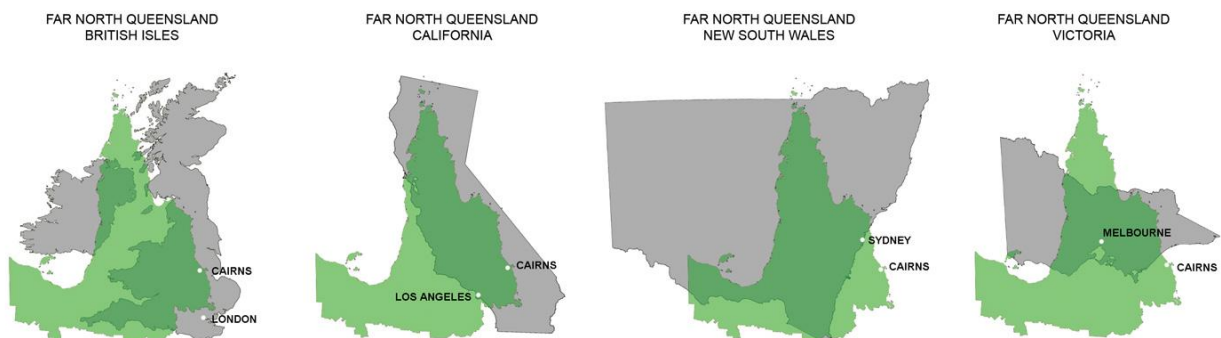 FAR NORTH QUEENSLAND
BRITISH ISLES
FAR NORTH QUEENSLAND
CALIFORNIA
FAR NORTH QUEENSLAND
NEW SOUTH WALES
FAR NORTH QUEENSLAND
VICTORIA
CAIRNS
LONDON
CAIRNS
LOS ANGELES
SYDNEY
CAIRNS
MELBOURNE
CAIRNS